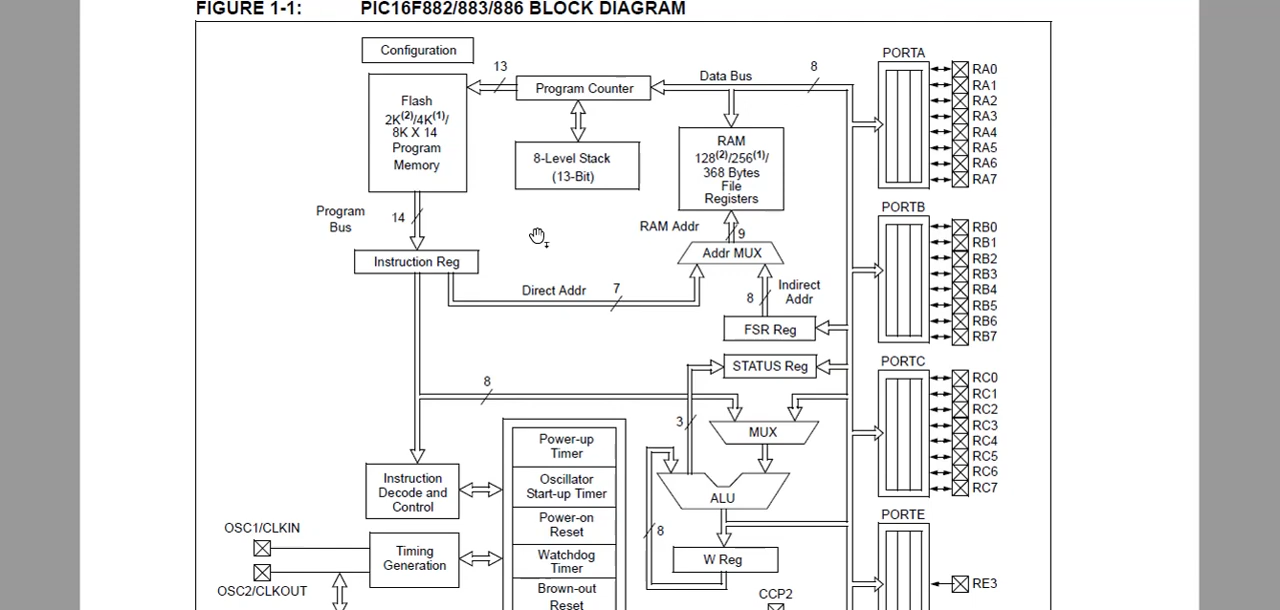 FIGURE 1-1: PIC16F882/883/886 BLOCK DIAGRAM
Configuration
Flash
2K(2)/4K(1)/
8K X 14
Program
Memory
13
Program Counter
Data Bus
8
8-Level Stack
(13-Bit)
RAM
128(2)/256(1)/
368 Bytes
File
Registers
Program
Bus
14
RAM Addr
9
Addr MUX
Instruction Reg
Direct Addr
7
Indirect
Addr
8
FSR Reg
STATUS Reg
8
3
MUX
ALU
8
W Reg
Instruction
Decode and
Control
Timing
Generation
OSC1/CLKIN
OSC2/CLKOUT
Power-up
Timer
Oscillator
Start-up Timer
Power-on
Reset
Watchdog
Timer
Brown-out
Reset
CCP2
PORTA
RA0
RA1
RA2
RA3
RA4
RA5
RA6
RA7
PORTB
RB0
RB1
RB2
RB3
RB4
RB5
RB6
RB7
PORTC
RC0
RC1
RC2
RC3
RC4
RC5
RC6
RC7
PORTE
RE3